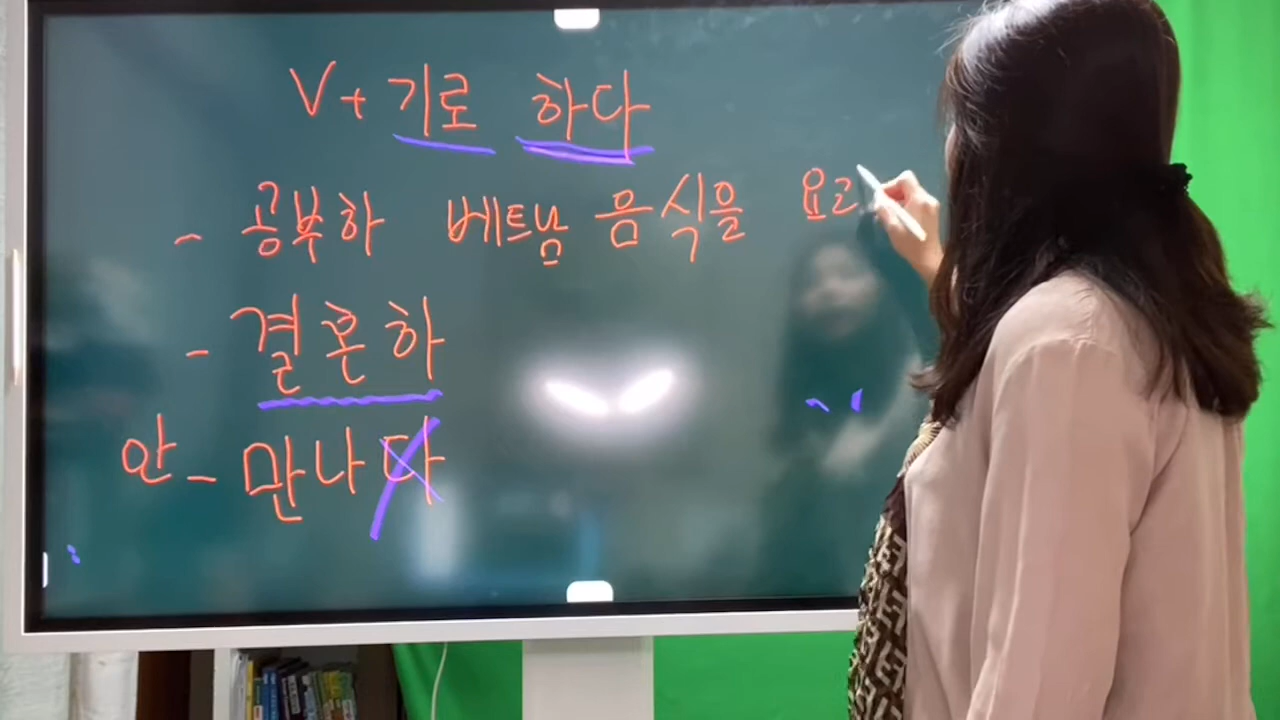 V + 기로 하다
- 공부하 베트남 음식을 요리
- 결혼하
안 - 만나다